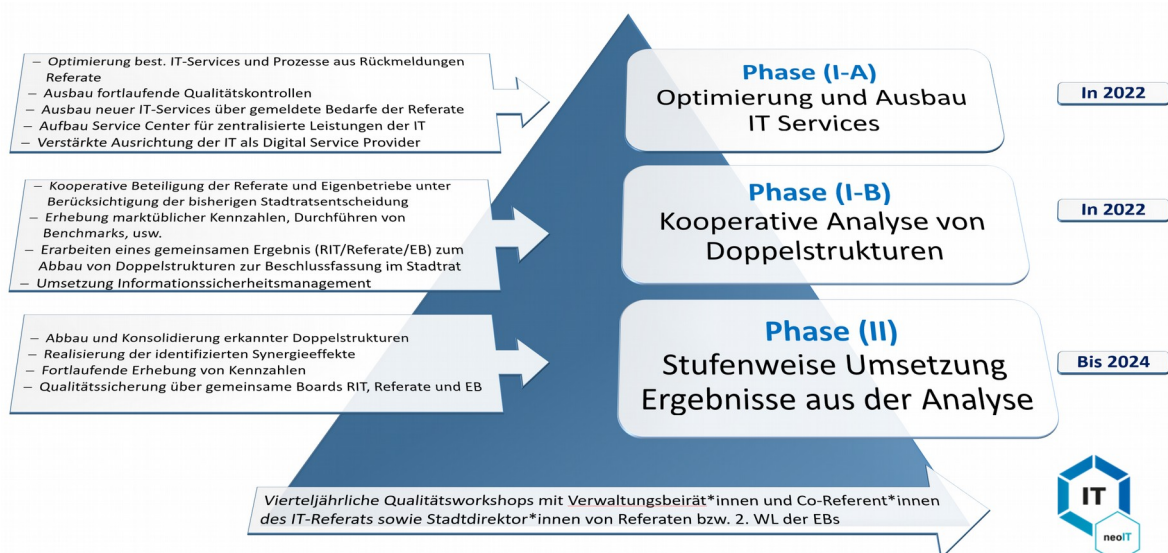 – Optimierung best. IT-Services und Prozesse aus Rückmeldungen
Referate
– Ausbau fortlaufende Qualitätskontrollen
– Ausbau neuer IT-Services über gemeldete Bedarfe der Referate
– Aufbau Service Center für zentralisierte Leistungen der IT
– Verstärkte Ausrichtung der IT als Digital Service Provider
Phase (I-A)
Optimierung und Ausbau
IT Services
In 2022
– Kooperative Beteiligung der Referate und Eigenbetriebe unter
Berücksichtigung der bisherigen Stadtratsentscheidung
– Erhebung marktüblicher Kennzahlen, Durchführen von
Benchmarks, usw.
– Erarbeiten eines gemeinsamen Ergebnis (RIT/Referate/EB) zum
Abbau von Doppelstrukturen zur Beschlussfassung im Stadtrat
– Umsetzung Informationssicherheitsmanagement
Phase (I-B)
Kooperative Analyse von
Doppelstrukturen
In 2022
– Abbau und Konsolidierung erkannter Doppelstrukturen
– Realisierung der identifizierten Synergieeffekte
– Fortlaufende Erhebung von Kennzahlen
– Qualitätssicherung über gemeinsame Boards RIT, Referate und EB
Phase (II)
Stufenweise Umsetzung
Ergebnisse aus der Analyse
Bis 2024
Vierteljährliche Qualitätsworkshops mit Verwaltungsbeirät*innen und Co-Referent*innen
des IT-Referats sowie Stadtdirektor*innen von Referaten bzw. 2. WL der EBs
IT
neoIT